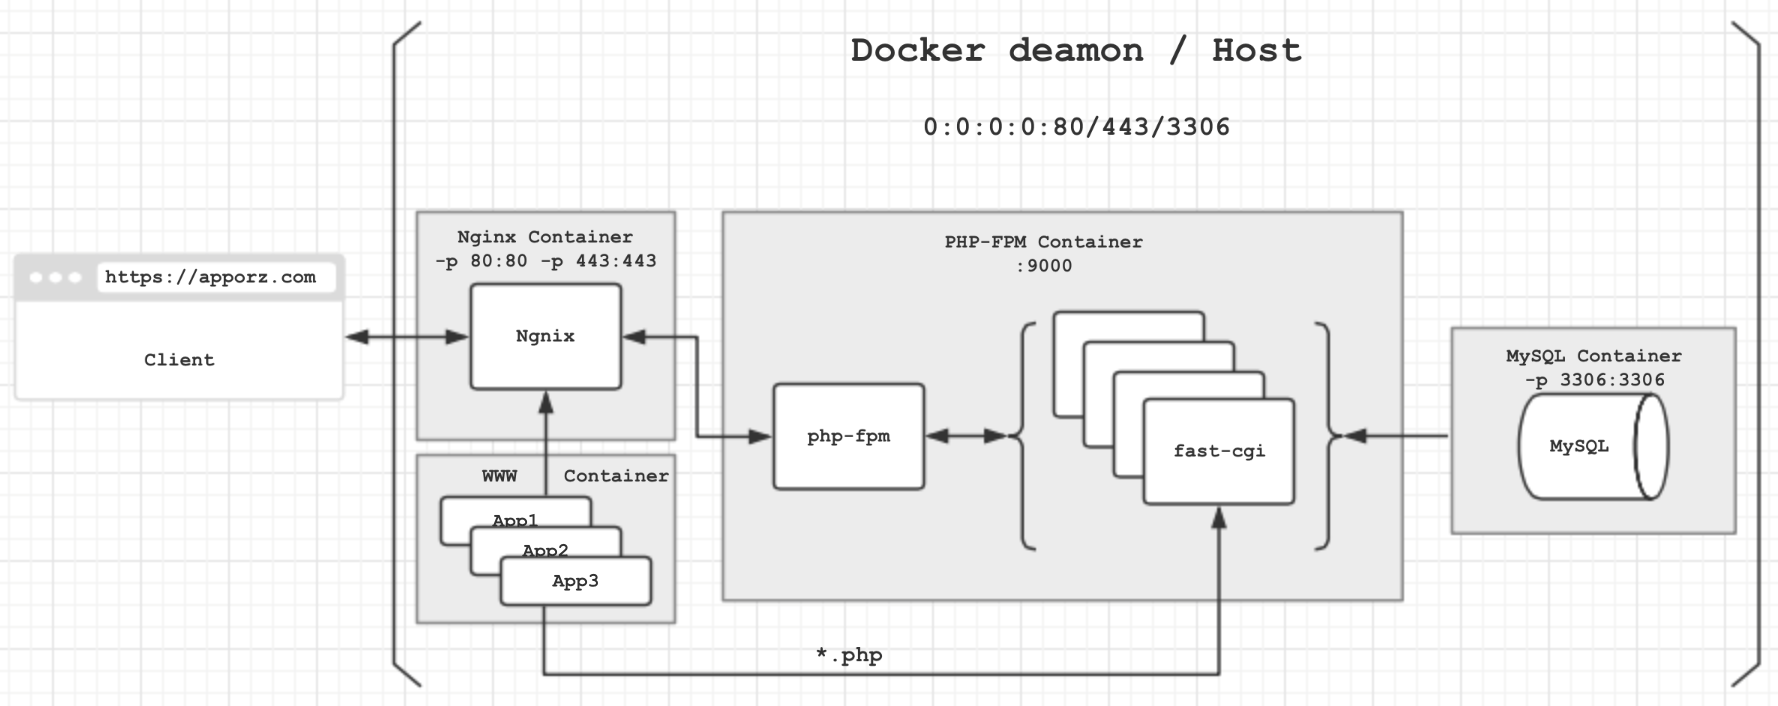 Docker deamon / Host
0:0:0:0:80/443/3306
https://apporz.com
Client
Nginx Container
-p 80:80 -p 443:443
Ngnix
WWW Container
App1
App2
App3
PHP-FPM Container
:9000
php-fpm
fast-cgi
MySQL Container
-p 3306:3306
MySQL
*.php